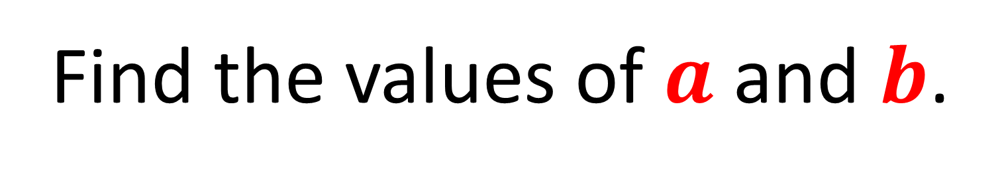 Find the values of a and b.